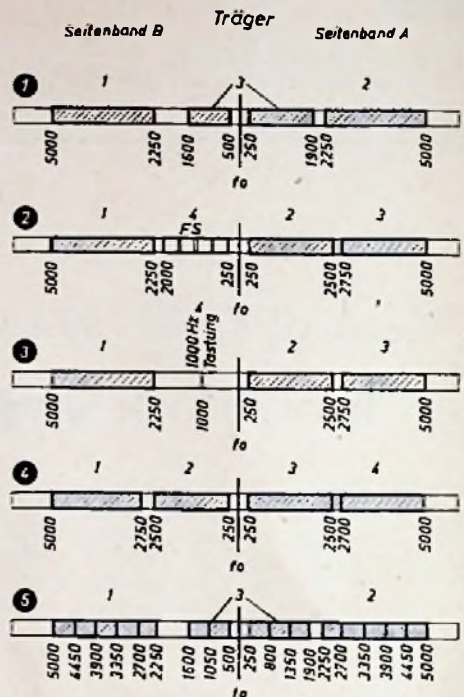 Träger
Seitenband B Seitenband A
1 1 3 2
5000 2250 1600 500 250 1900 2250 5000
fo
2 1 4 2 3
FS
5000 2250 2000 250 250 2500 2750 5000
fo
3 1 4 2 3
1000 Hz Tastung
5000 2250 1000 250 2500 2750 5000
fo
4 1 2 3 4
5000 2750 2500 250 250 2500 2700 5000
fo
5 1 3 2
5000 4450 3900 3350 2700 2250 1600 1050 500 250 800 1350 1900 2250 2700 3350 3900 4450 5000
fo